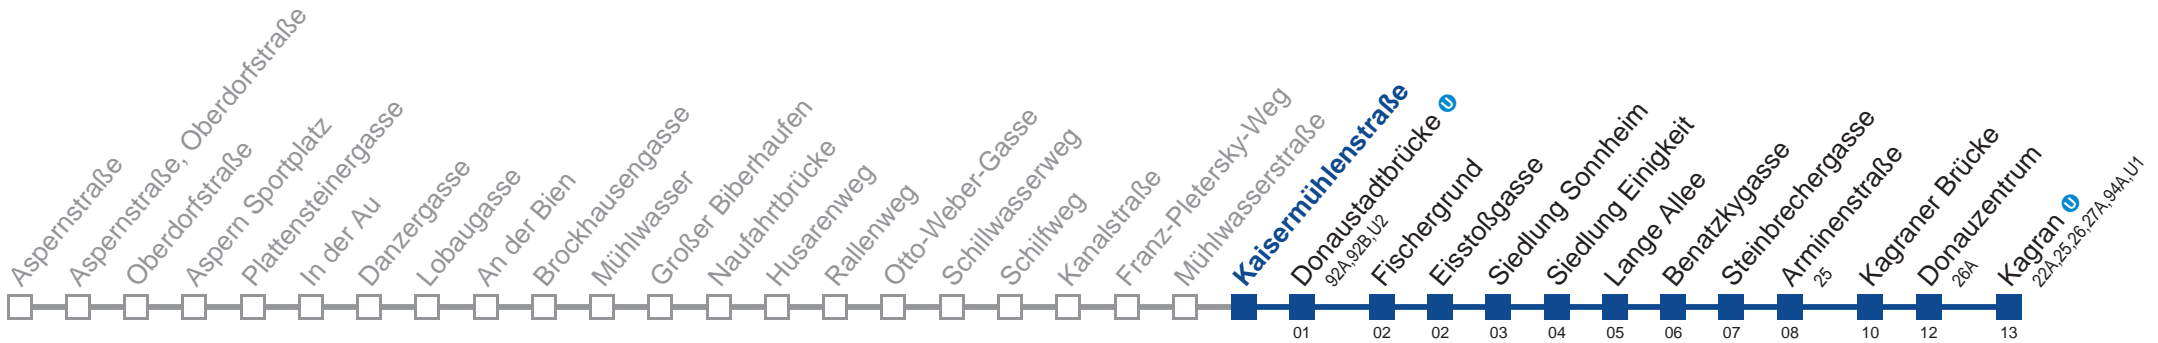 Aspernstraße
Aspernstraße, Oberdorfstraße
Oberdorfstraße
Aspern Sportplatz
Plattensteinergasse
In der Au
Danzergasse
Lobaugasse
An der Bien
Brockhausengasse
Mühlwasser
Großer Biberhaufen
Naufahrtbrücke
Husarenweg
Rallenweg
Otto-Weber-Gasse
Schillwasserweg
Schilfweg
Kanalstraße
Franz-Pletersky-Weg
Mühlwasserstraße
Kaisermühlenstraße
Donaustadtbrücke U
92A,92B,U2
Fischergrund
Eisstoßgasse
Siedlung Sonnheim
Siedlung Einigkeit
Lange Allee
Benatzkygasse
Steinbrechergasse
Arminenstraße
25
Kagraner Brücke
Donauzentrum
26A
Kagran U
22A,25,26,27A,94A,U1
01 02 02 03 04 05 06 07 08 10 12 13